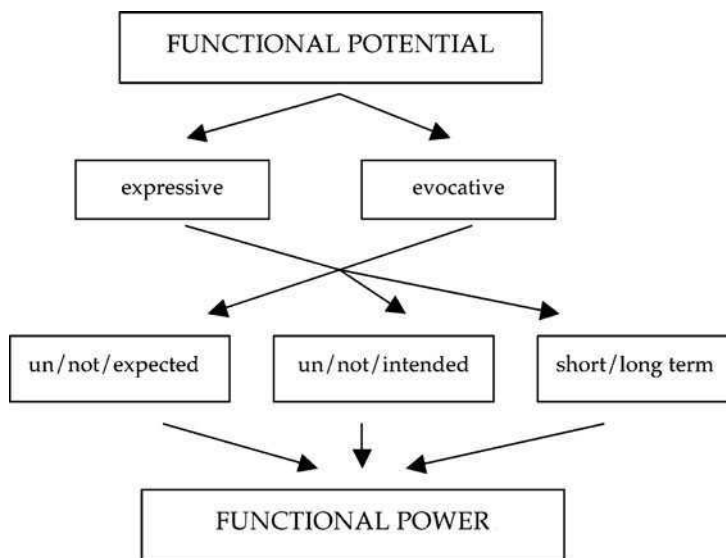 FUNCTIONAL POTENTIAL
expressive
evocative
un/not/expected
un/not/intended
short/long term
FUNCTIONAL POWER